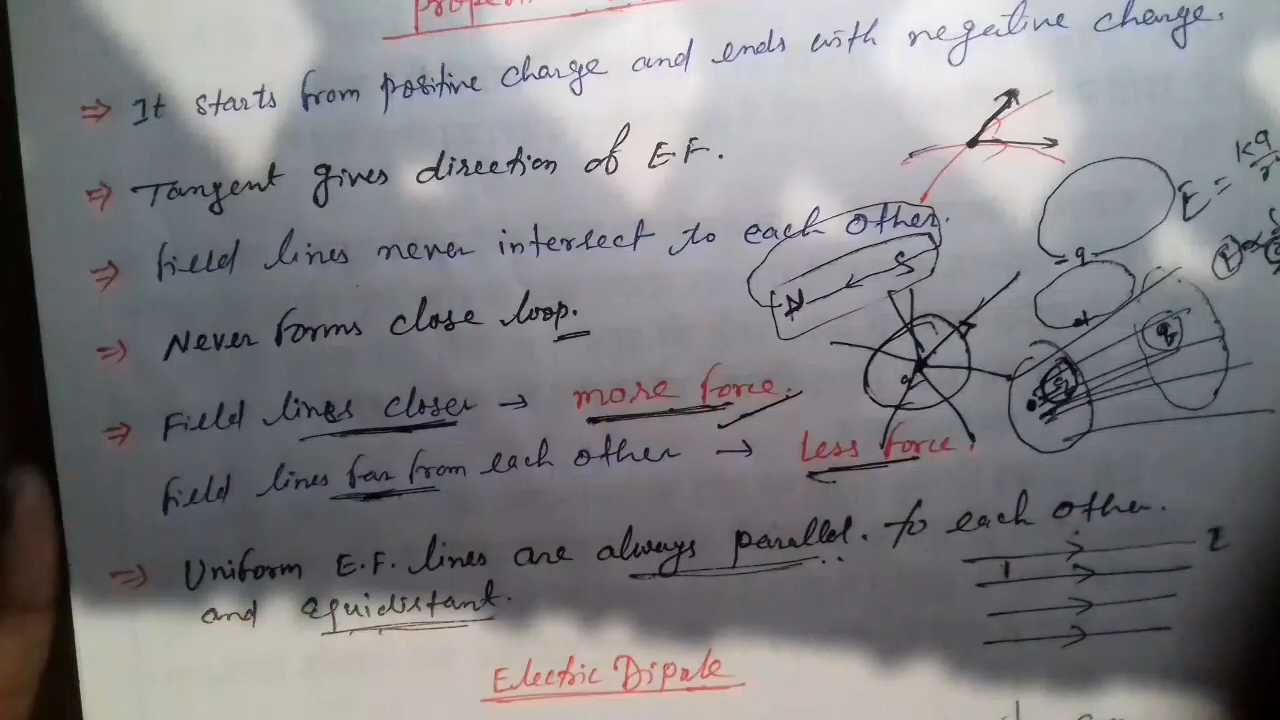 ⇒ It starts from positive charge and ends with negative charge.
⇒ Tangent gives direction of E.F.
⇒ field lines never intersect to each other.
⇒ Never forms close loop.
⇒ Field lines closer → more force.
field lines far from each other → less force.
⇒ Uniform E.F. lines are always parallel. to each other.
and equidistant.
Electric Dipole
E = kq
N S
-q
q
q